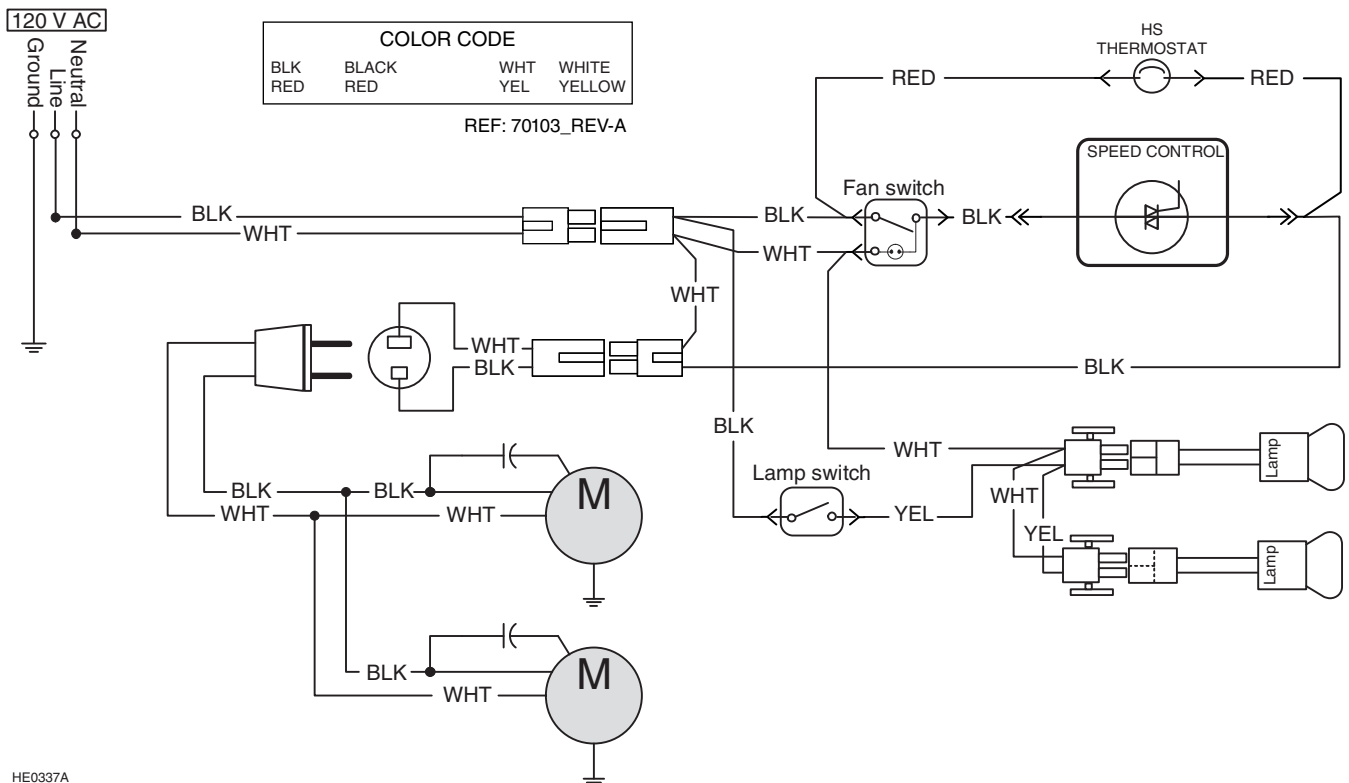 120 V AC
Ground
Line
Neutral
COLOR CODE
BLK BLACK WHT WHITE
RED RED YEL YELLOW
REF: 70103_REV-A
HS
THERMOSTAT
RED
RED
SPEED CONTROL
Fan switch
BLK
BLK
BLK
WHT
WHT
WHT
WHT
BLK
BLK
BLK
WHT
Lamp
Lamp switch
WHT
YEL
YEL
Lamp
BLK
BLK
M
WHT
WHT
BLK
M
WHT
HE0337A